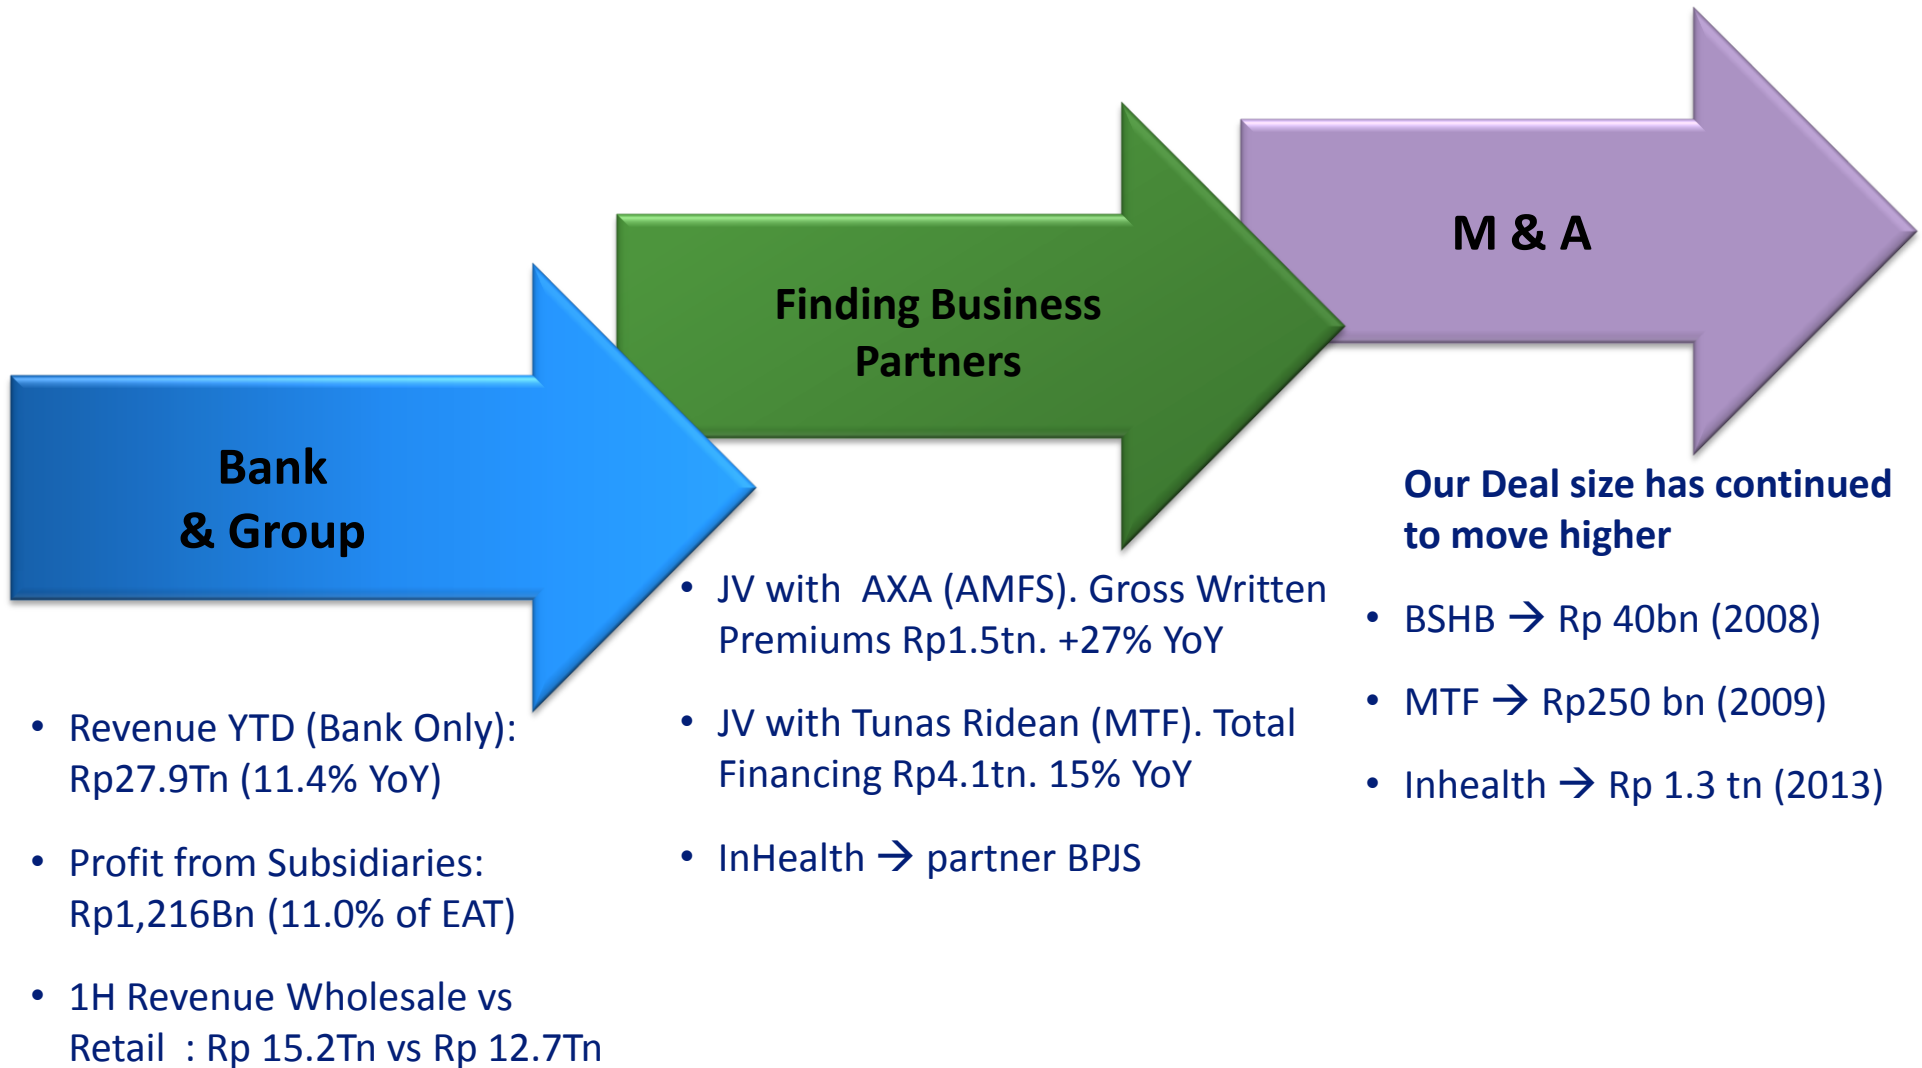 Bank
& Group
• Revenue YTD (Bank Only):
Rp27.9Tn (11.4% YoY)
• Profit from Subsidiaries:
Rp1,216Bn (11.0% of EAT)
• 1H Revenue Wholesale vs
Retail : Rp 15.2Tn vs Rp 12.7Tn
Finding Business
Partners
• JV with AXA (AMFS). Gross Written
Premiums Rp1.5tn. +27% YoY
• JV with Tunas Ridean (MTF). Total
Financing Rp4.1tn. 15% YoY
• InHealth → partner BPJS
M & A
Our Deal size has continued
to move higher
• BSHB → Rp 40bn (2008)
• MTF → Rp250 bn (2009)
• Inhealth → Rp 1.3 tn (2013)